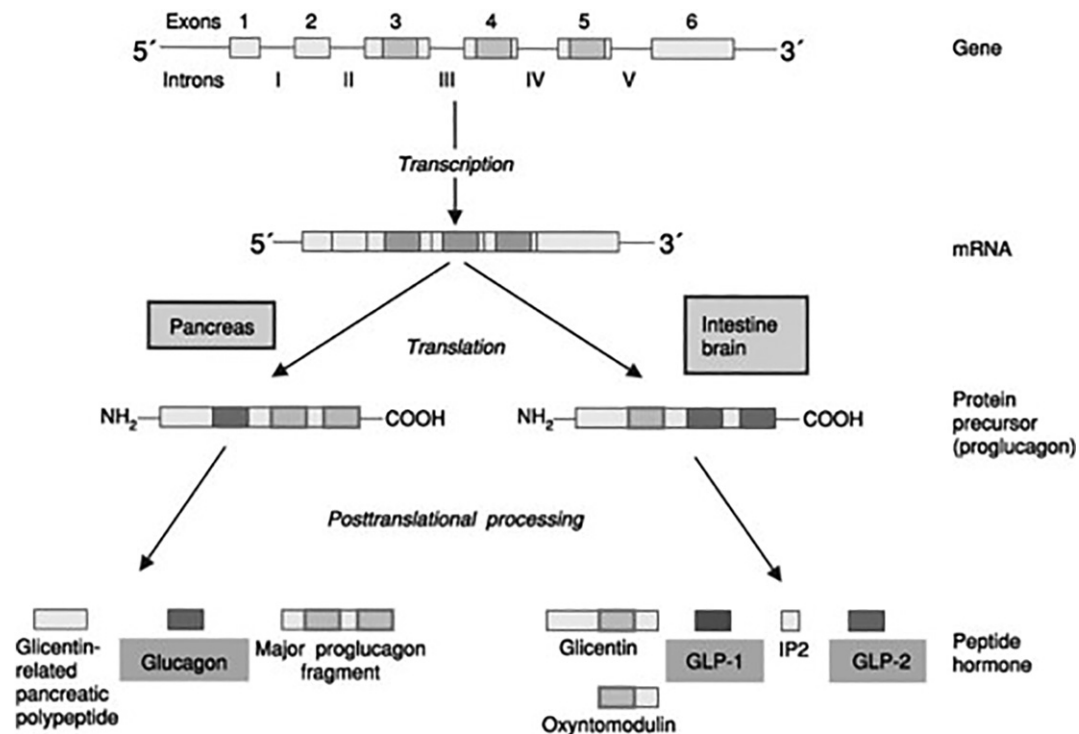 Exons 1 2 3 4 5 6
5´ 3´ Gene
Introns I II III IV V
Transcription
5´ 3´ mRNA
Pancreas
Intestine
brain
Translation
NH2 COOH NH2 COOH
Protein
precursor
(proglucagon)
Posttranslational processing
Glicentin-
related
pancreatic
polypeptide
Glucagon
Major proglucagon
fragment
Glicentin
GLP-1
IP2
GLP-2
Peptide
hormone
Oxyntomodulin